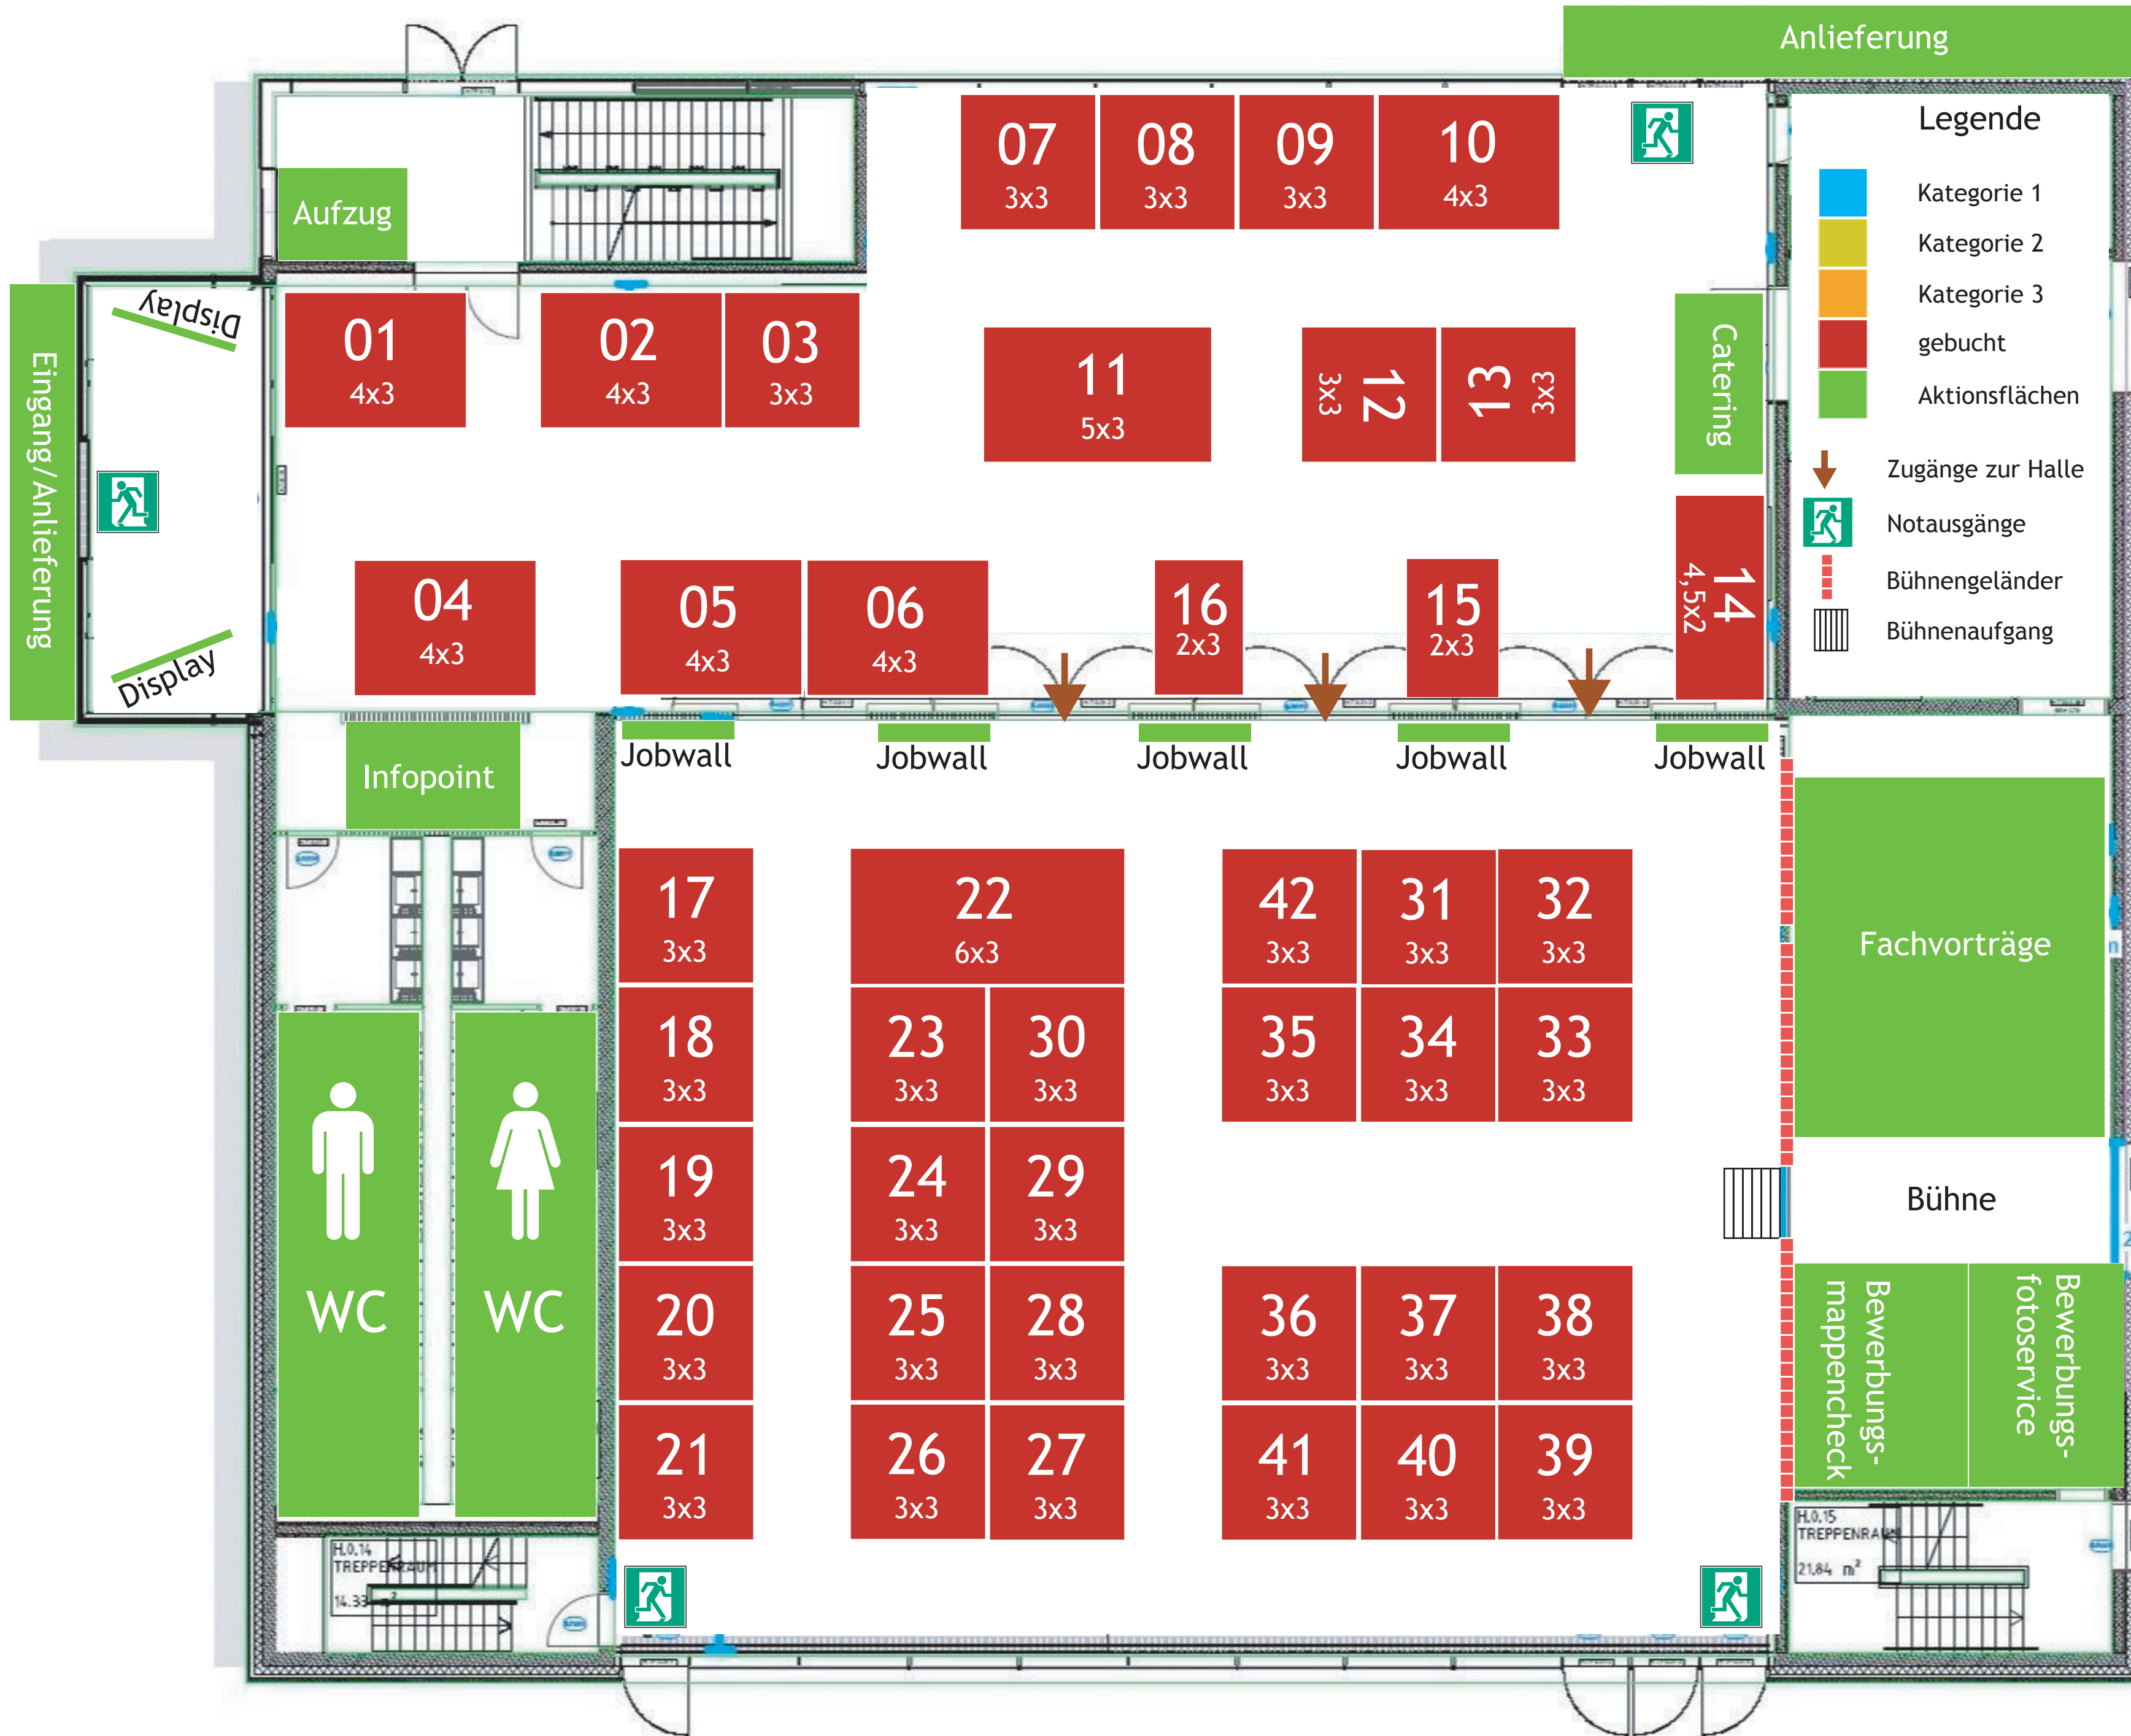 Anlieferung
Legende
Kategorie 1
Kategorie 2
Kategorie 3
gebucht
Aktionsflächen
Zugänge zur Halle
Notausgänge
Bühnengeländer
Bühnenaufgang
07
3x3
08
3x3
09
3x3
10
4x3
Aufzug
Eingang/Anlieferung
Display
Display
01
4x3
02
4x3
03
3x3
11
5x3
12
3x3
13
3x3
Catering
04
4x3
05
4x3
06
4x3
16
2x3
15
2x3
14
4,5x2
Infopoint
Jobwall
Jobwall
Jobwall
Jobwall
Jobwall
17
3x3
22
6x3
42
3x3
31
3x3
32
3x3
Fachvorträge
18
3x3
23
3x3
30
3x3
35
3x3
34
3x3
33
3x3
19
3x3
24
3x3
29
3x3
Bühne
WC
WC
20
3x3
25
3x3
28
3x3
36
3x3
37
3x3
38
3x3
Bewerbungs-
mappencheck
Bewerbungs-
fotoservice
21
3x3
26
3x3
27
3x3
41
3x3
40
3x3
39
3x3
H.0.14
TREPPENRAUM
H.0.15
TREPPENRAUM
21,84 m²